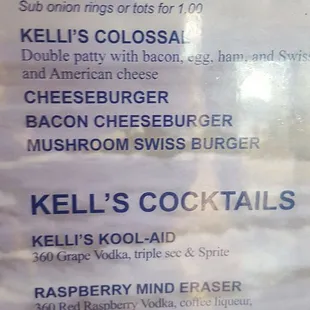 Sub onion rings or tots for 1.00
KELLI'S COLOSSAL
Double patty with bacon, egg, ham, and Swiss
and American cheese
CHEESEBURGER
BACON CHEESEBURGER
MUSHROOM SWISS BURGER
KELL'S COCKTAILS
KELLI'S KOOL-AID
360 Grape Vodka, triple sec & Sprite
RASPBERRY MIND ERASER
360 Red Raspberry Vodka, coffee liqueur,